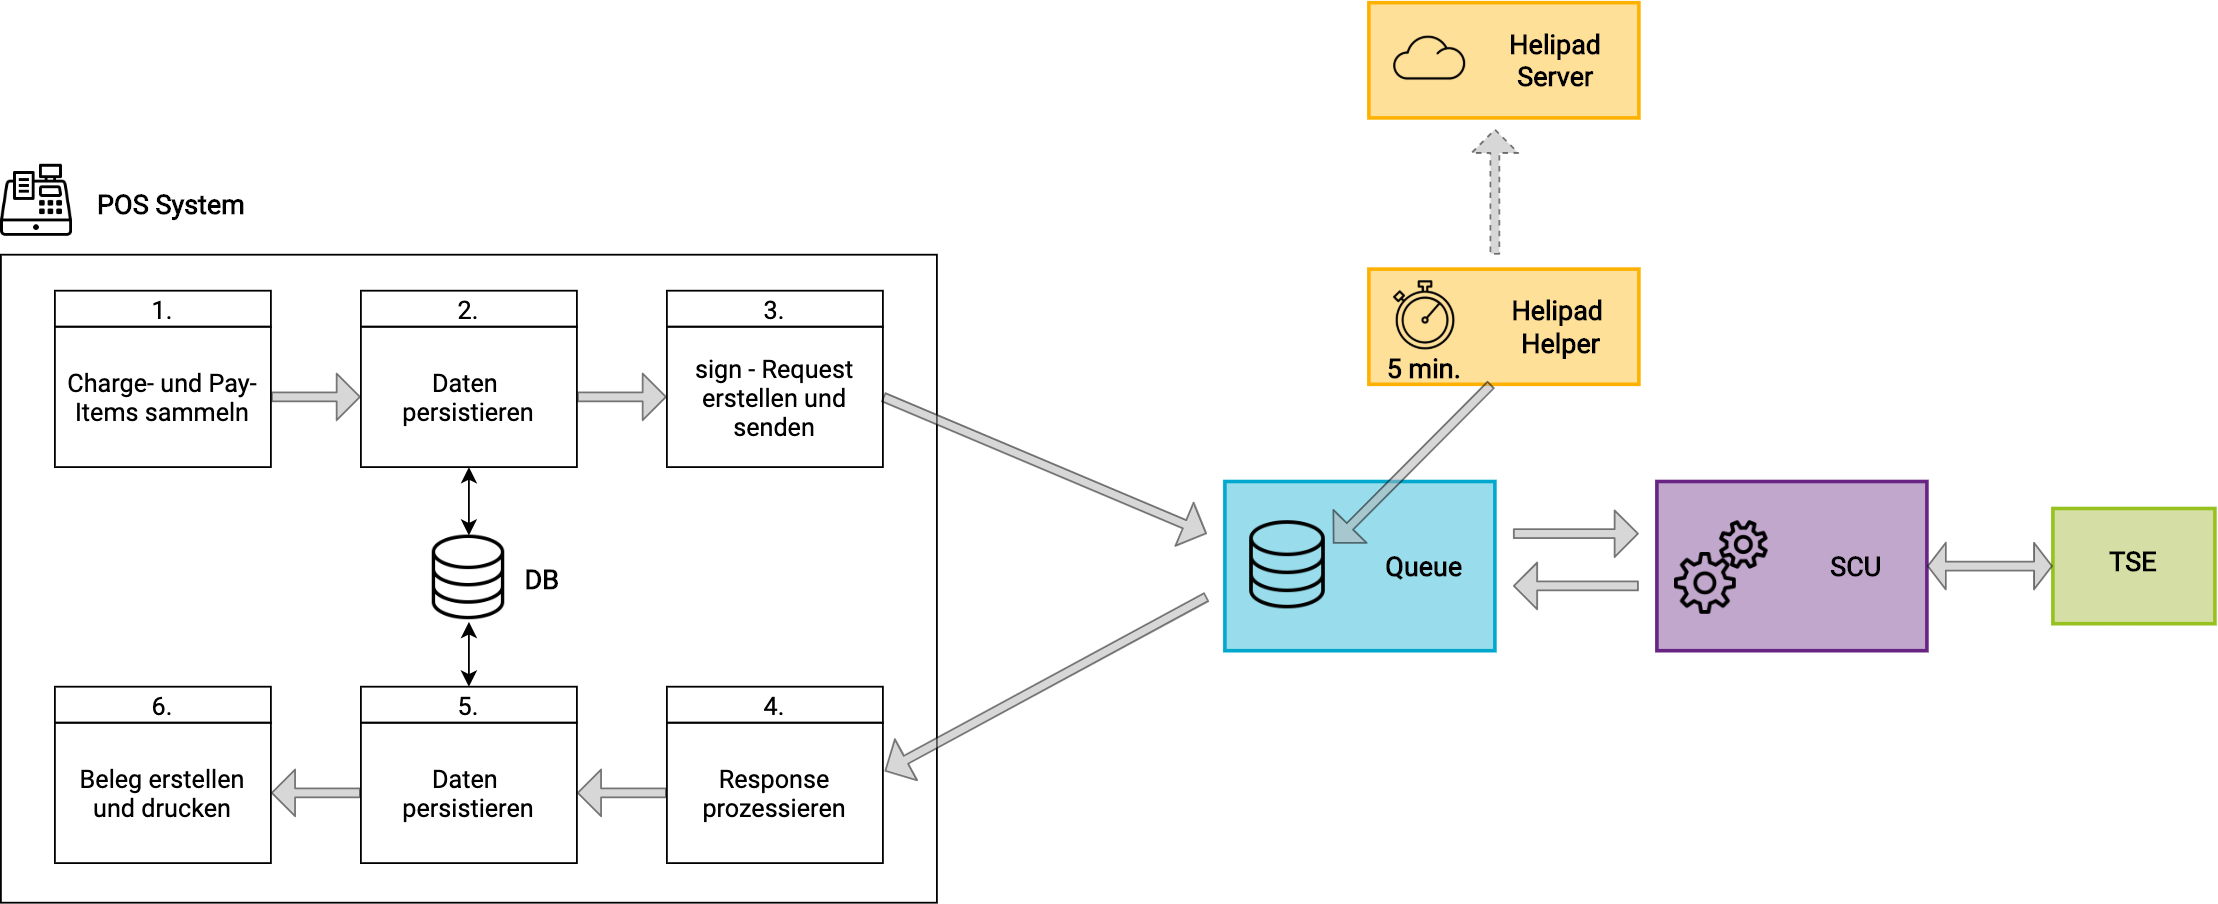 Helipad
Server
POS System
Helipad
Helper
5 min.
1.
Charge- und Pay-
Items sammeln
2.
Daten
persistieren
3.
sign - Request
erstellen und
senden
DB
Queue
SCU
TSE
6.
Beleg erstellen
und drucken
5.
Daten
persistieren
4.
Response
prozessieren